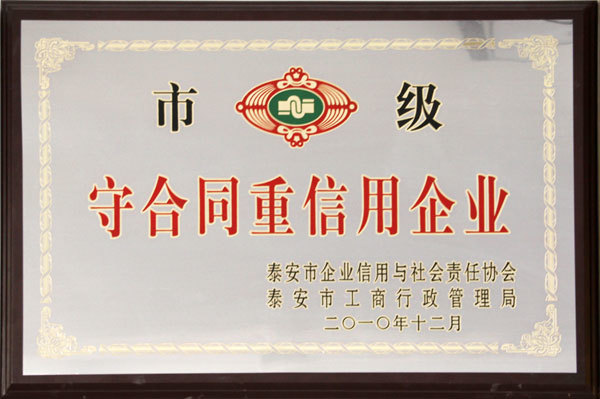 市 级
守合同重信用企业
泰安市企业信用与社会责任协会
泰安市工商行政管理局
二〇一〇年十二月